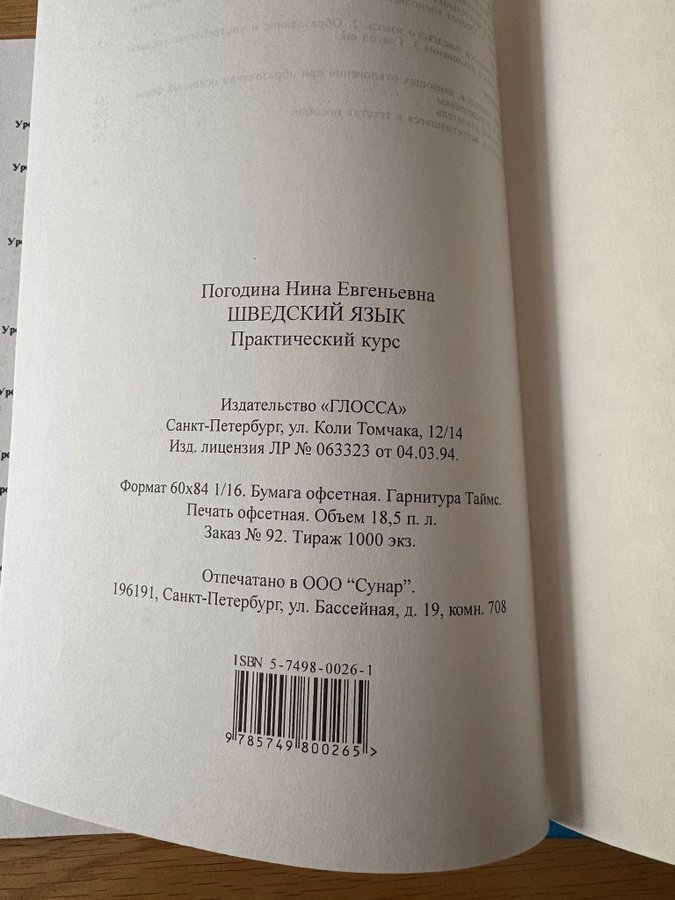 Погодина Нина Евгеньевна
ШВЕДСКИЙ ЯЗЫК
Практический курс
Издательство «ГЛОССА»
Санкт-Петербург, ул. Коли Томчака, 12/14
Изд. лицензия ЛР № 063323 от 04.03.94.
Формат 60х84 1/16. Бумага офсетная. Гарнитура Таймс.
Печать офсетная. Объем 18,5 п. л.
Заказ № 92. Тираж 1000 экз.
Отпечатано в ООО “Сунар”.
196191, Санкт-Петербург, ул. Бассейная, д. 19, комн. 708
ISBN 5-7498-0026-1
9 785749 800265 >